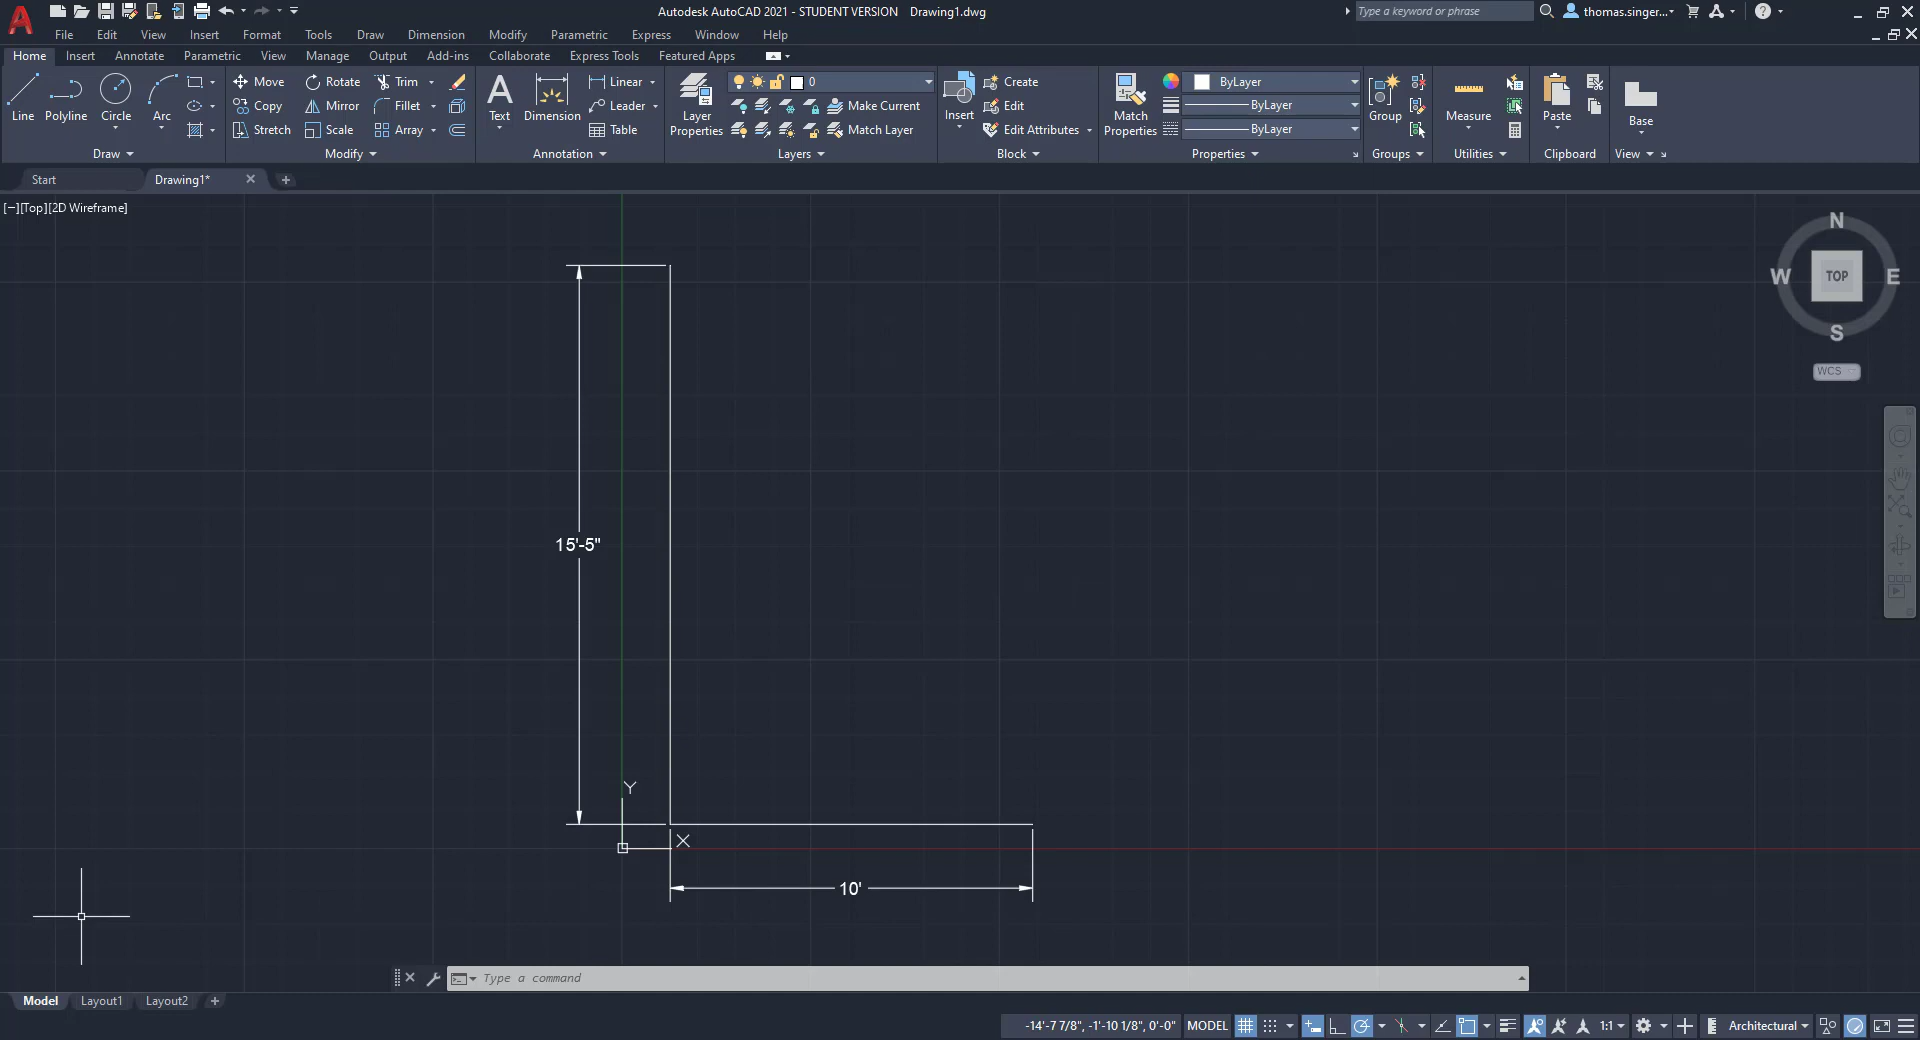 Autodesk AutoCAD 2021 - STUDENT VERSION Drawing1.dwg
Type a keyword or phrase
thomas.singer...
File Edit View Insert Format Tools Draw Dimension Modify Parametric Express Window Help
Home Insert Annotate Parametric View Manage Output Add-ins Collaborate Express Tools Featured Apps
Line
Polyline
Circle
Arc
Draw
Move
Copy
Stretch
Rotate
Mirror
Scale
Trim
Fillet
Array
Modify
Text
Dimension
Linear
Leader
Table
Annotation
Layer
Properties
0
Make Current
Match Layer
Layers
Insert
Create
Edit
Edit Attributes
Block
Match
Properties
ByLayer
ByLayer
ByLayer
Properties
Group
Groups
Measure
Utilities
Paste
Clipboard
Base
View
Start
Drawing1*
[−][Top][2D Wireframe]
N
W
TOP
E
S
WCS
15'-5"
Y
X
10'
Type a command
Model Layout1 Layout2
-14'-7 7/8", -1'-10 1/8", 0'-0" MODEL
1:1
Architectural